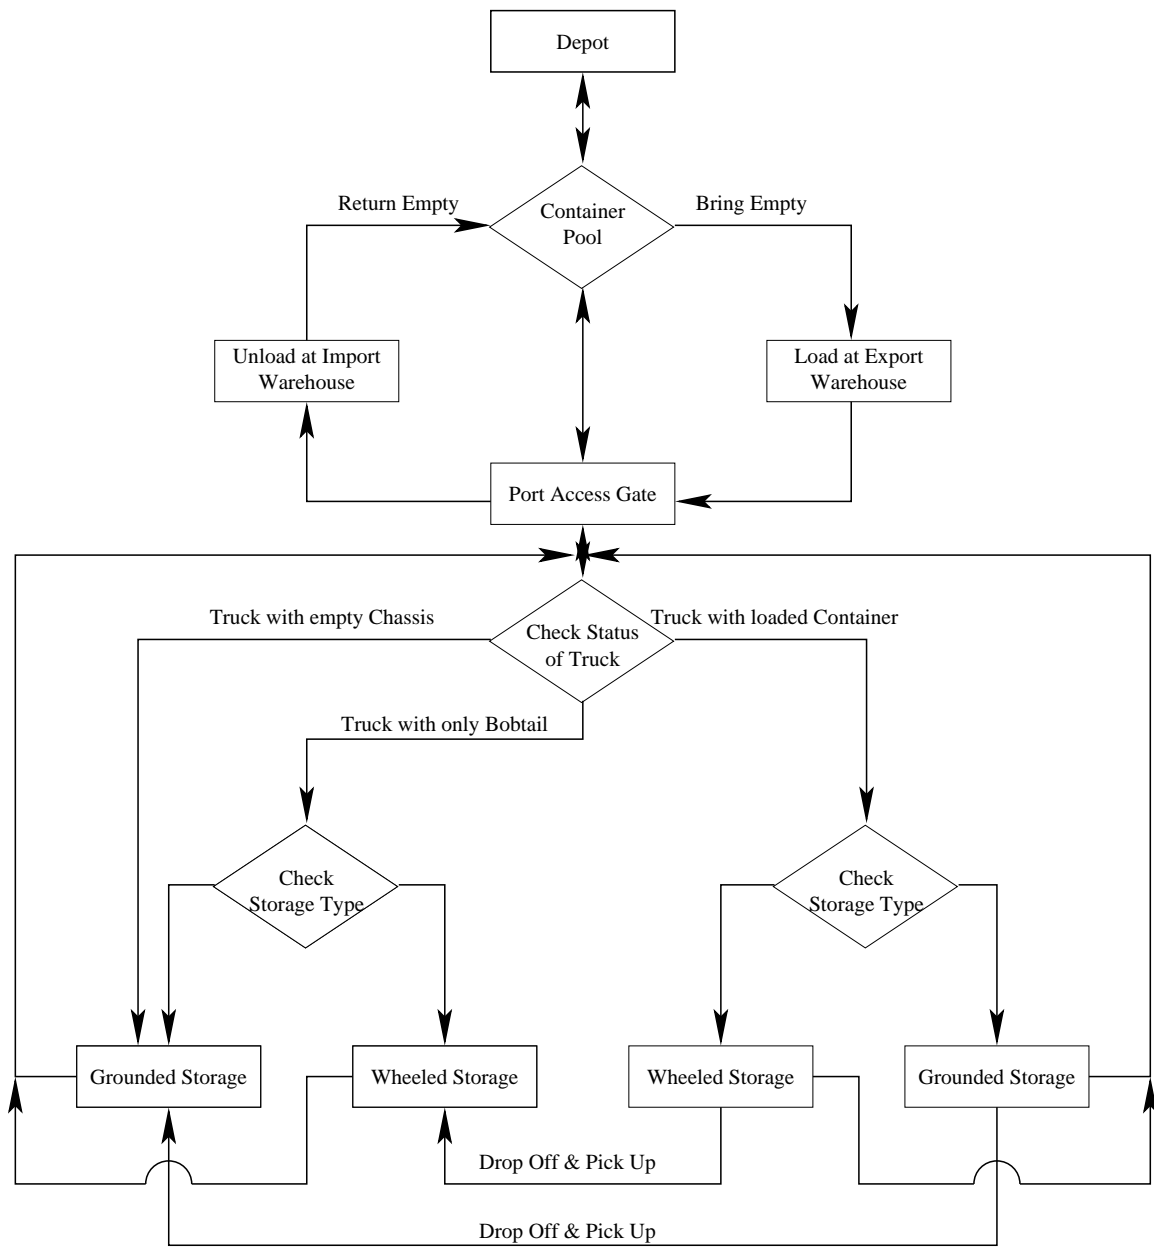 Depot
Return Empty
Bring Empty
Container
Pool
Unload at Import
Warehouse
Load at Export
Warehouse
Port Access Gate
Truck with empty Chassis
Truck with loaded Container
Check Status
of Truck
Truck with only Bobtail
Check
Storage Type
Check
Storage Type
Grounded Storage
Wheeled Storage
Wheeled Storage
Grounded Storage
Drop Off & Pick Up
Drop Off & Pick Up